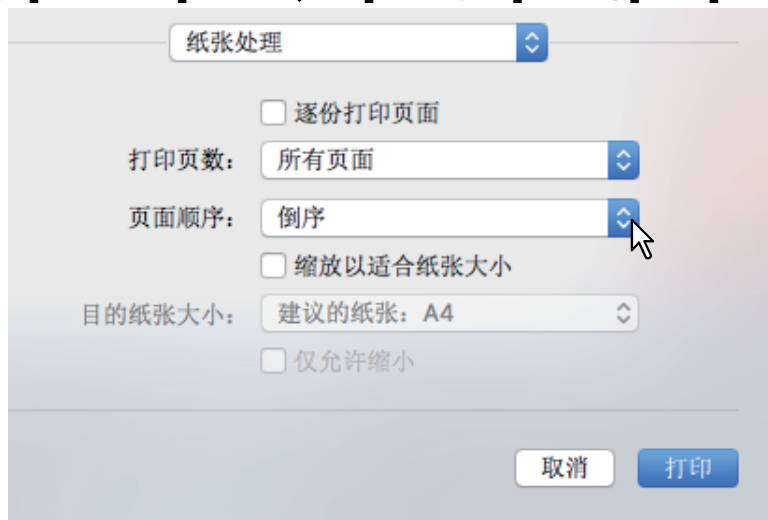 纸张处理
逐份打印页面
打印页数： 所有页面
页面顺序： 倒序
缩放以适合纸张大小
目的纸张大小： 建议的纸张：A4
仅允许缩小
取消 打印